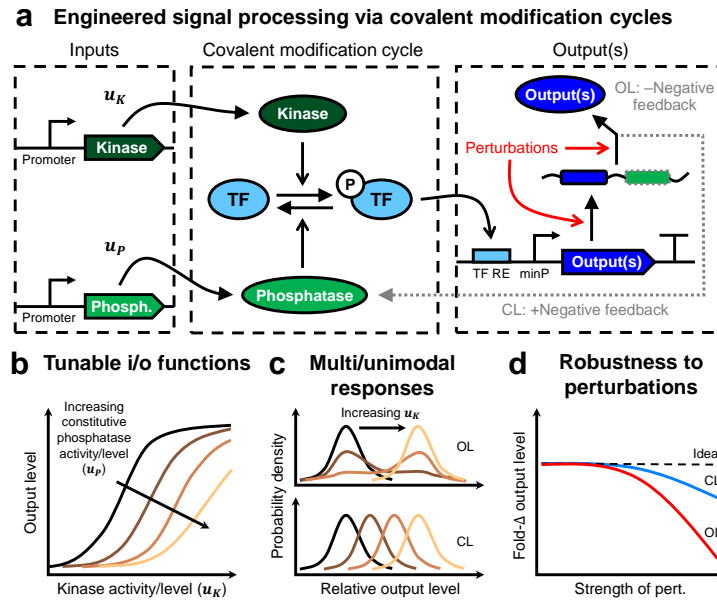 a Engineered signal processing via covalent modification cycles
Inputs
Covalent modification cycle
Output(s)
u_K
Kinase
Promoter
u_P
Phosph.
Promoter
Kinase
TF
P
TF
Phosphatase
Output(s)
OL: –Negative
feedback
Perturbations
TF RE
minP
Output(s)
CL: +Negative feedback
b Tunable i/o functions
Increasing
constitutive
phosphatase
activity/level
(u_P)
Output level
Kinase activity/level (u_K)
c Multi/unimodal
responses
Increasing u_K
OL
CL
Probability density
Relative output level
d Robustness to
perturbations
Idea
CL
OL
Fold-Δ output level
Strength of pert.